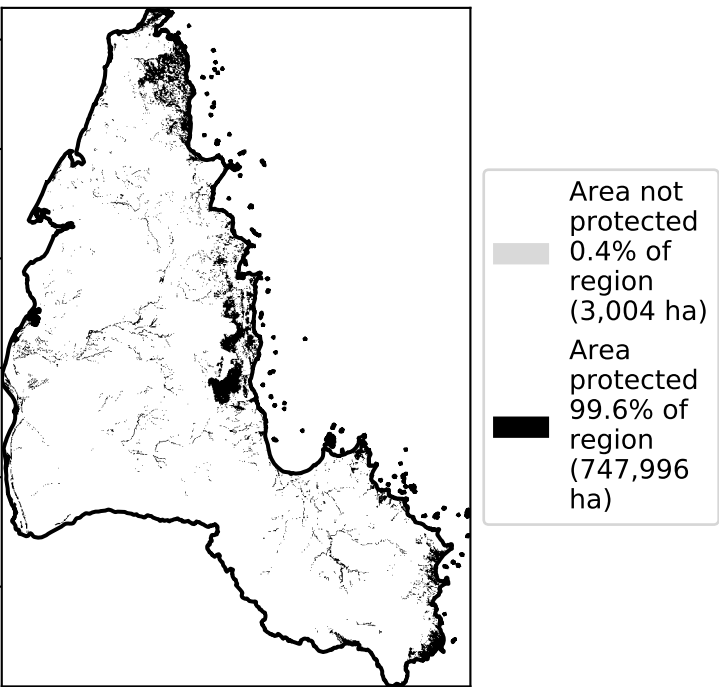 Area not
protected
0.4% of
region
(3,004 ha)
Area
protected
99.6% of
region
(747,996
ha)